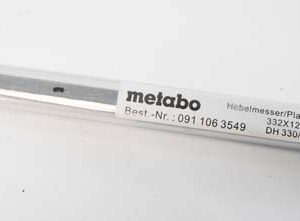 metabo
Best.-Nr.: 091 106 3549
Hobelmesser/Pla
332X12
DH 330/